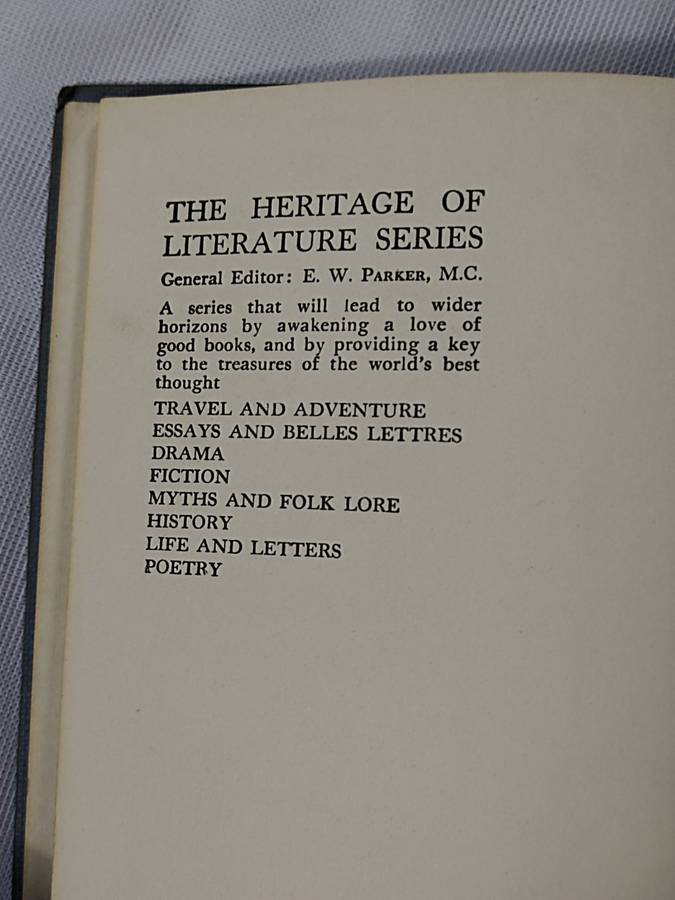 THE HERITAGE OF
LITERATURE SERIES
General Editor: E. W. PARKER, M.C.
A series that will lead to wider
horizons by awakening a love of
good books, and by providing a key
to the treasures of the world's best
thought
TRAVEL AND ADVENTURE
ESSAYS AND BELLES LETTRES
DRAMA
FICTION
MYTHS AND FOLK LORE
HISTORY
LIFE AND LETTERS
POETRY